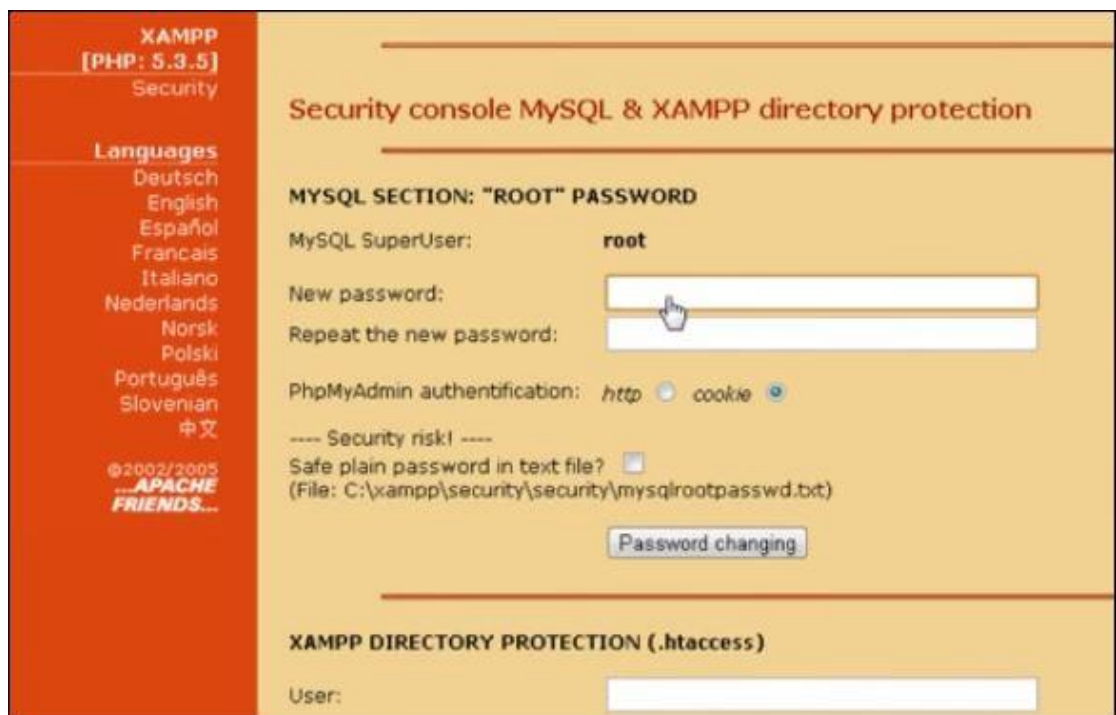 XAMPP
[PHP: 5.3.5]
Security
Languages
Deutsch
English
Español
Francais
Italiano
Nederlands
Norsk
Polski
Português
Slovenian
中文
©2002/2005
...APACHE
FRIENDS...
Security console MySQL & XAMPP directory protection
MYSQL SECTION: "ROOT" PASSWORD
MySQL SuperUser: root
New password:
Repeat the new password:
PhpMyAdmin authentification: http cookie
---- Security risk! ----
Safe plain password in text file?
(File: C:\xampp\security\security\mysqlrootpasswd.txt)
Password changing
XAMPP DIRECTORY PROTECTION (.htaccess)
User: